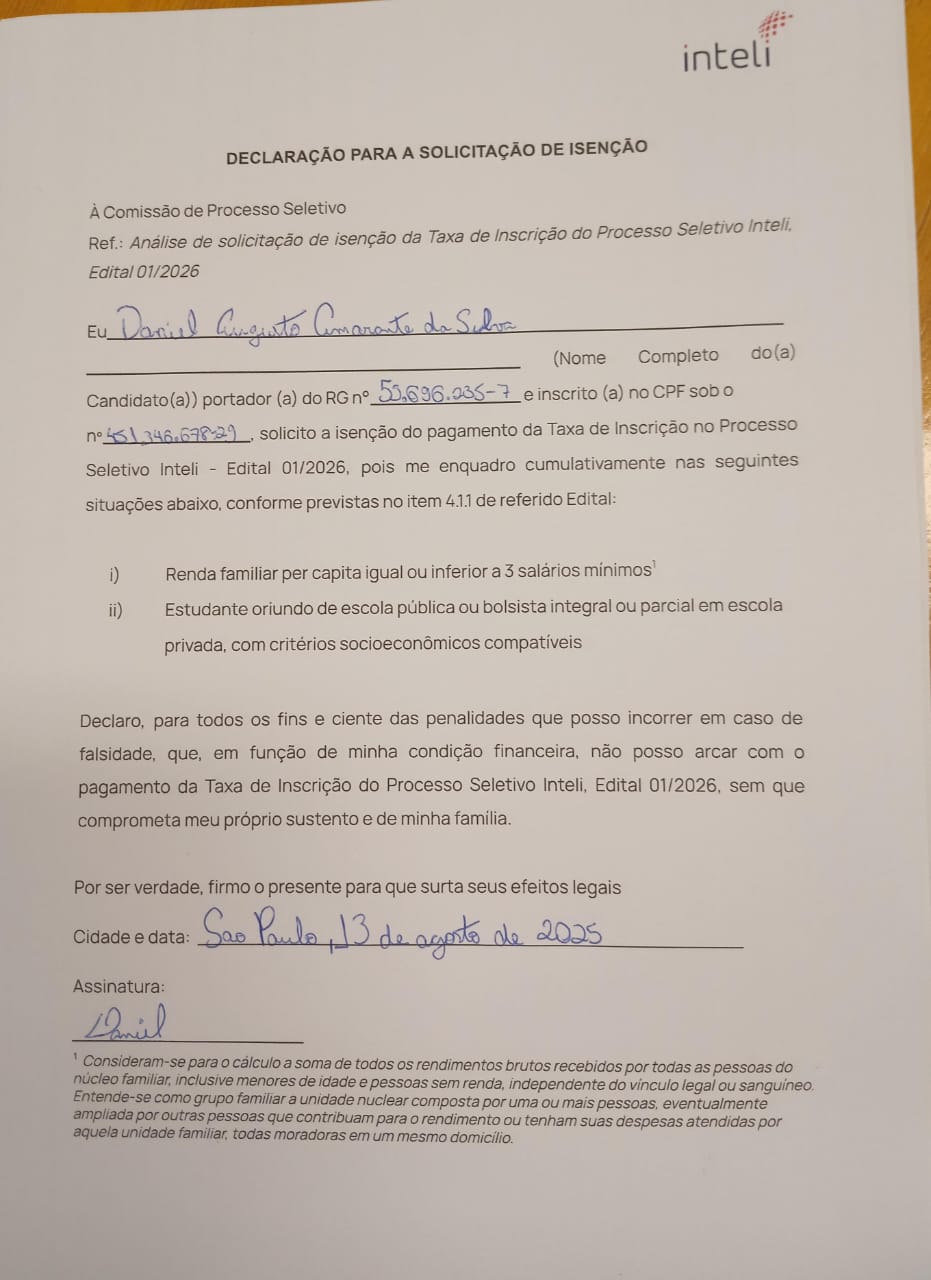 inteli
DECLARAÇÃO PARA A SOLICITAÇÃO DE ISENÇÃO
À Comissão de Processo Seletivo
Ref.: Análise de solicitação de isenção da Taxa de Inscrição do Processo Seletivo Inteli,
Edital 01/2026
Eu Daniel Augusto Amarante da Silva
(Nome Completo do(a)
Candidato(a)) portador (a) do RG nº 53.696.235-7 e inscrito (a) no CPF sob o
nº 451.346.678-29, solicito a isenção do pagamento da Taxa de Inscrição no Processo
Seletivo Inteli - Edital 01/2026, pois me enquadro cumulativamente nas seguintes
situações abaixo, conforme previstas no item 4.1.1 de referido Edital:
i) Renda familiar per capita igual ou inferior a 3 salários mínimos¹
ii) Estudante oriundo de escola pública ou bolsista integral ou parcial em escola
privada, com critérios socioeconômicos compatíveis
Declaro, para todos os fins e ciente das penalidades que posso incorrer em caso de
falsidade, que, em função de minha condição financeira, não posso arcar com o
pagamento da Taxa de Inscrição do Processo Seletivo Inteli, Edital 01/2026, sem que
comprometa meu próprio sustento e de minha família.
Por ser verdade, firmo o presente para que surta seus efeitos legais
Cidade e data: Sao Paulo, 13 de agosto de 2025
Assinatura:
Daniel
¹ Consideram-se para o cálculo a soma de todos os rendimentos brutos recebidos por todas as pessoas do
núcleo familiar, inclusive menores de idade e pessoas sem renda, independente do vínculo legal ou sanguíneo.
Entende-se como grupo familiar a unidade nuclear composta por uma ou mais pessoas, eventualmente
ampliada por outras pessoas que contribuam para o rendimento ou tenham suas despesas atendidas por
aquela unidade familiar, todas moradoras em um mesmo domicílio.